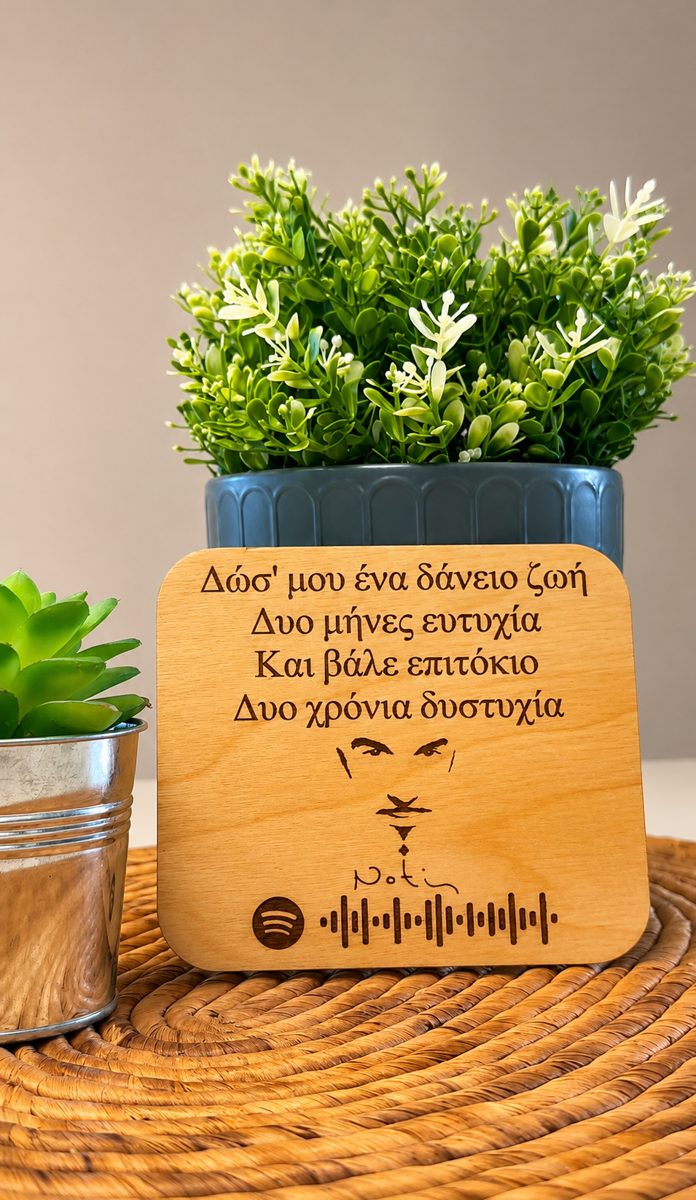 Δώσ' μου ένα δάνειο ζωή
Δυο μήνες ευτυχία
Και βάλε επιτόκιο
Δυο χρόνια δυστυχία
Notis